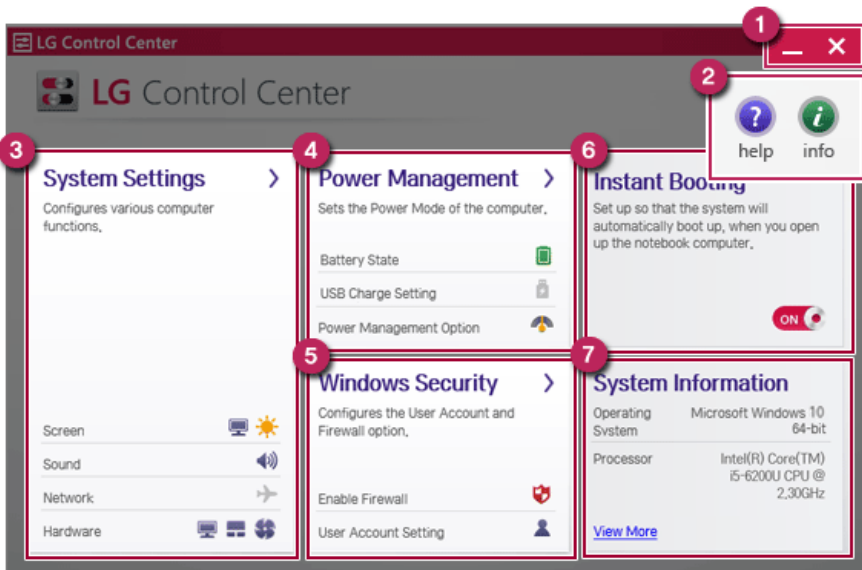 1
LG Control Center
2
LG Control Center
help
info
3
System Settings
Configures various computer
functions.
Screen
Sound
Network
Hardware
4
Power Management
Sets the Power Mode of the computer.
Battery State
USB Charge Setting
Power Management Option
5
Windows Security
Configures the User Account and
Firewall option.
Enable Firewall
User Account Setting
6
Instant Booting
Set up so that the system will
automatically boot up, when you open
up the notebook computer.
ON
7
System Information
Operating System
Microsoft Windows 10
64-bit
Processor
Intel(R) Core(TM)
i5-6200U CPU @
2.30GHz
View More